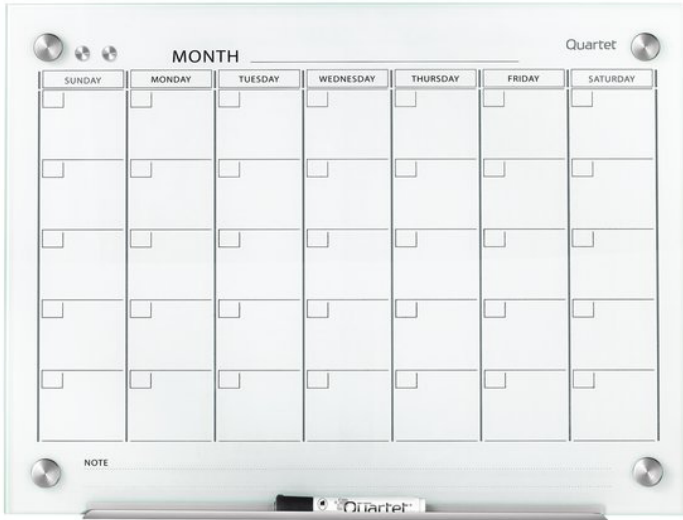 Quartet
MONTH
SUNDAY MONDAY TUESDAY WEDNESDAY THURSDAY FRIDAY SATURDAY
NOTE
Quartet